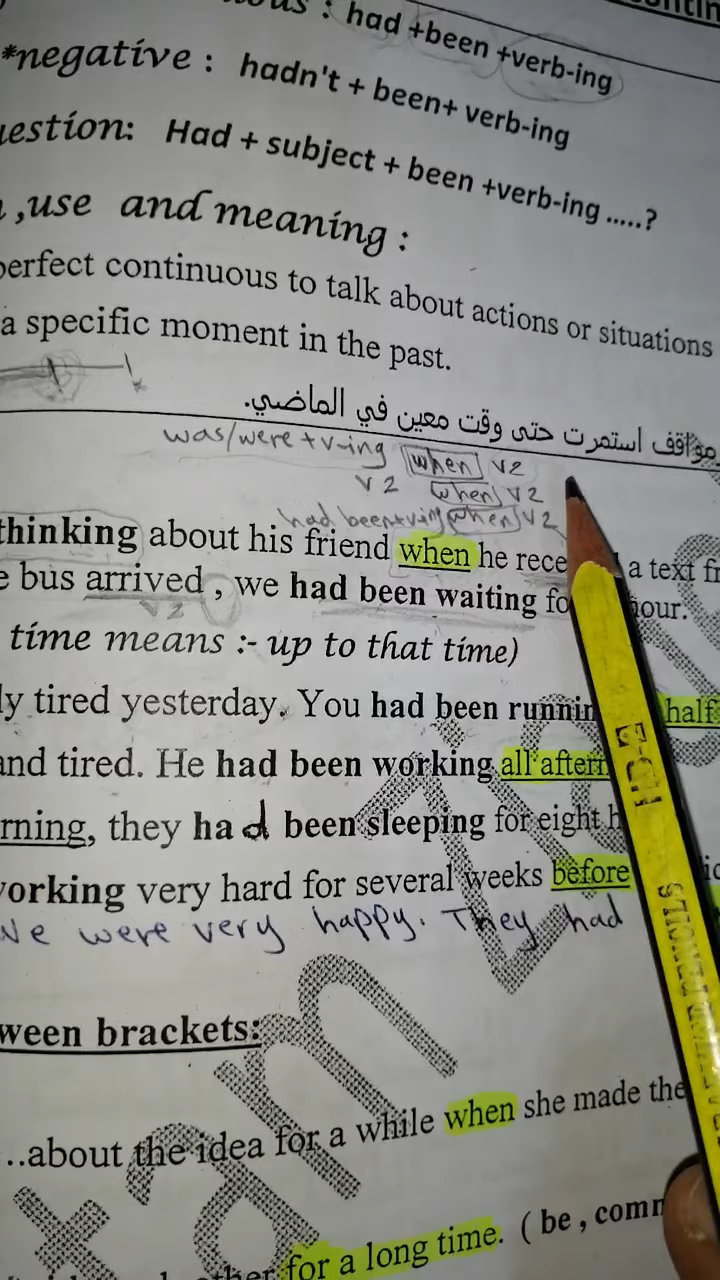 : had +been +verb-ing
*negative : hadn't + been+ verb-ing
uestion: Had + subject + been +verb-ing .....?
,use and meaning :
perfect continuous to talk about actions or situations
a specific moment in the past.
مواقف استمرت حتى وقت معين في الماضي.
was/were +v-ing when v2
v2 when v2
had been+ving when v2
thinking about his friend when he rece a text fr
e bus arrived , we had been waiting fo hour.
v2
time means :- up to that time)
ly tired yesterday. You had been runnin half
and tired. He had been working all aftern
rning, they had been sleeping for eight h
working very hard for several weeks before
We were very happy. They had
ween brackets:
..about the idea for a while when she made the
for a long time. ( be , comm